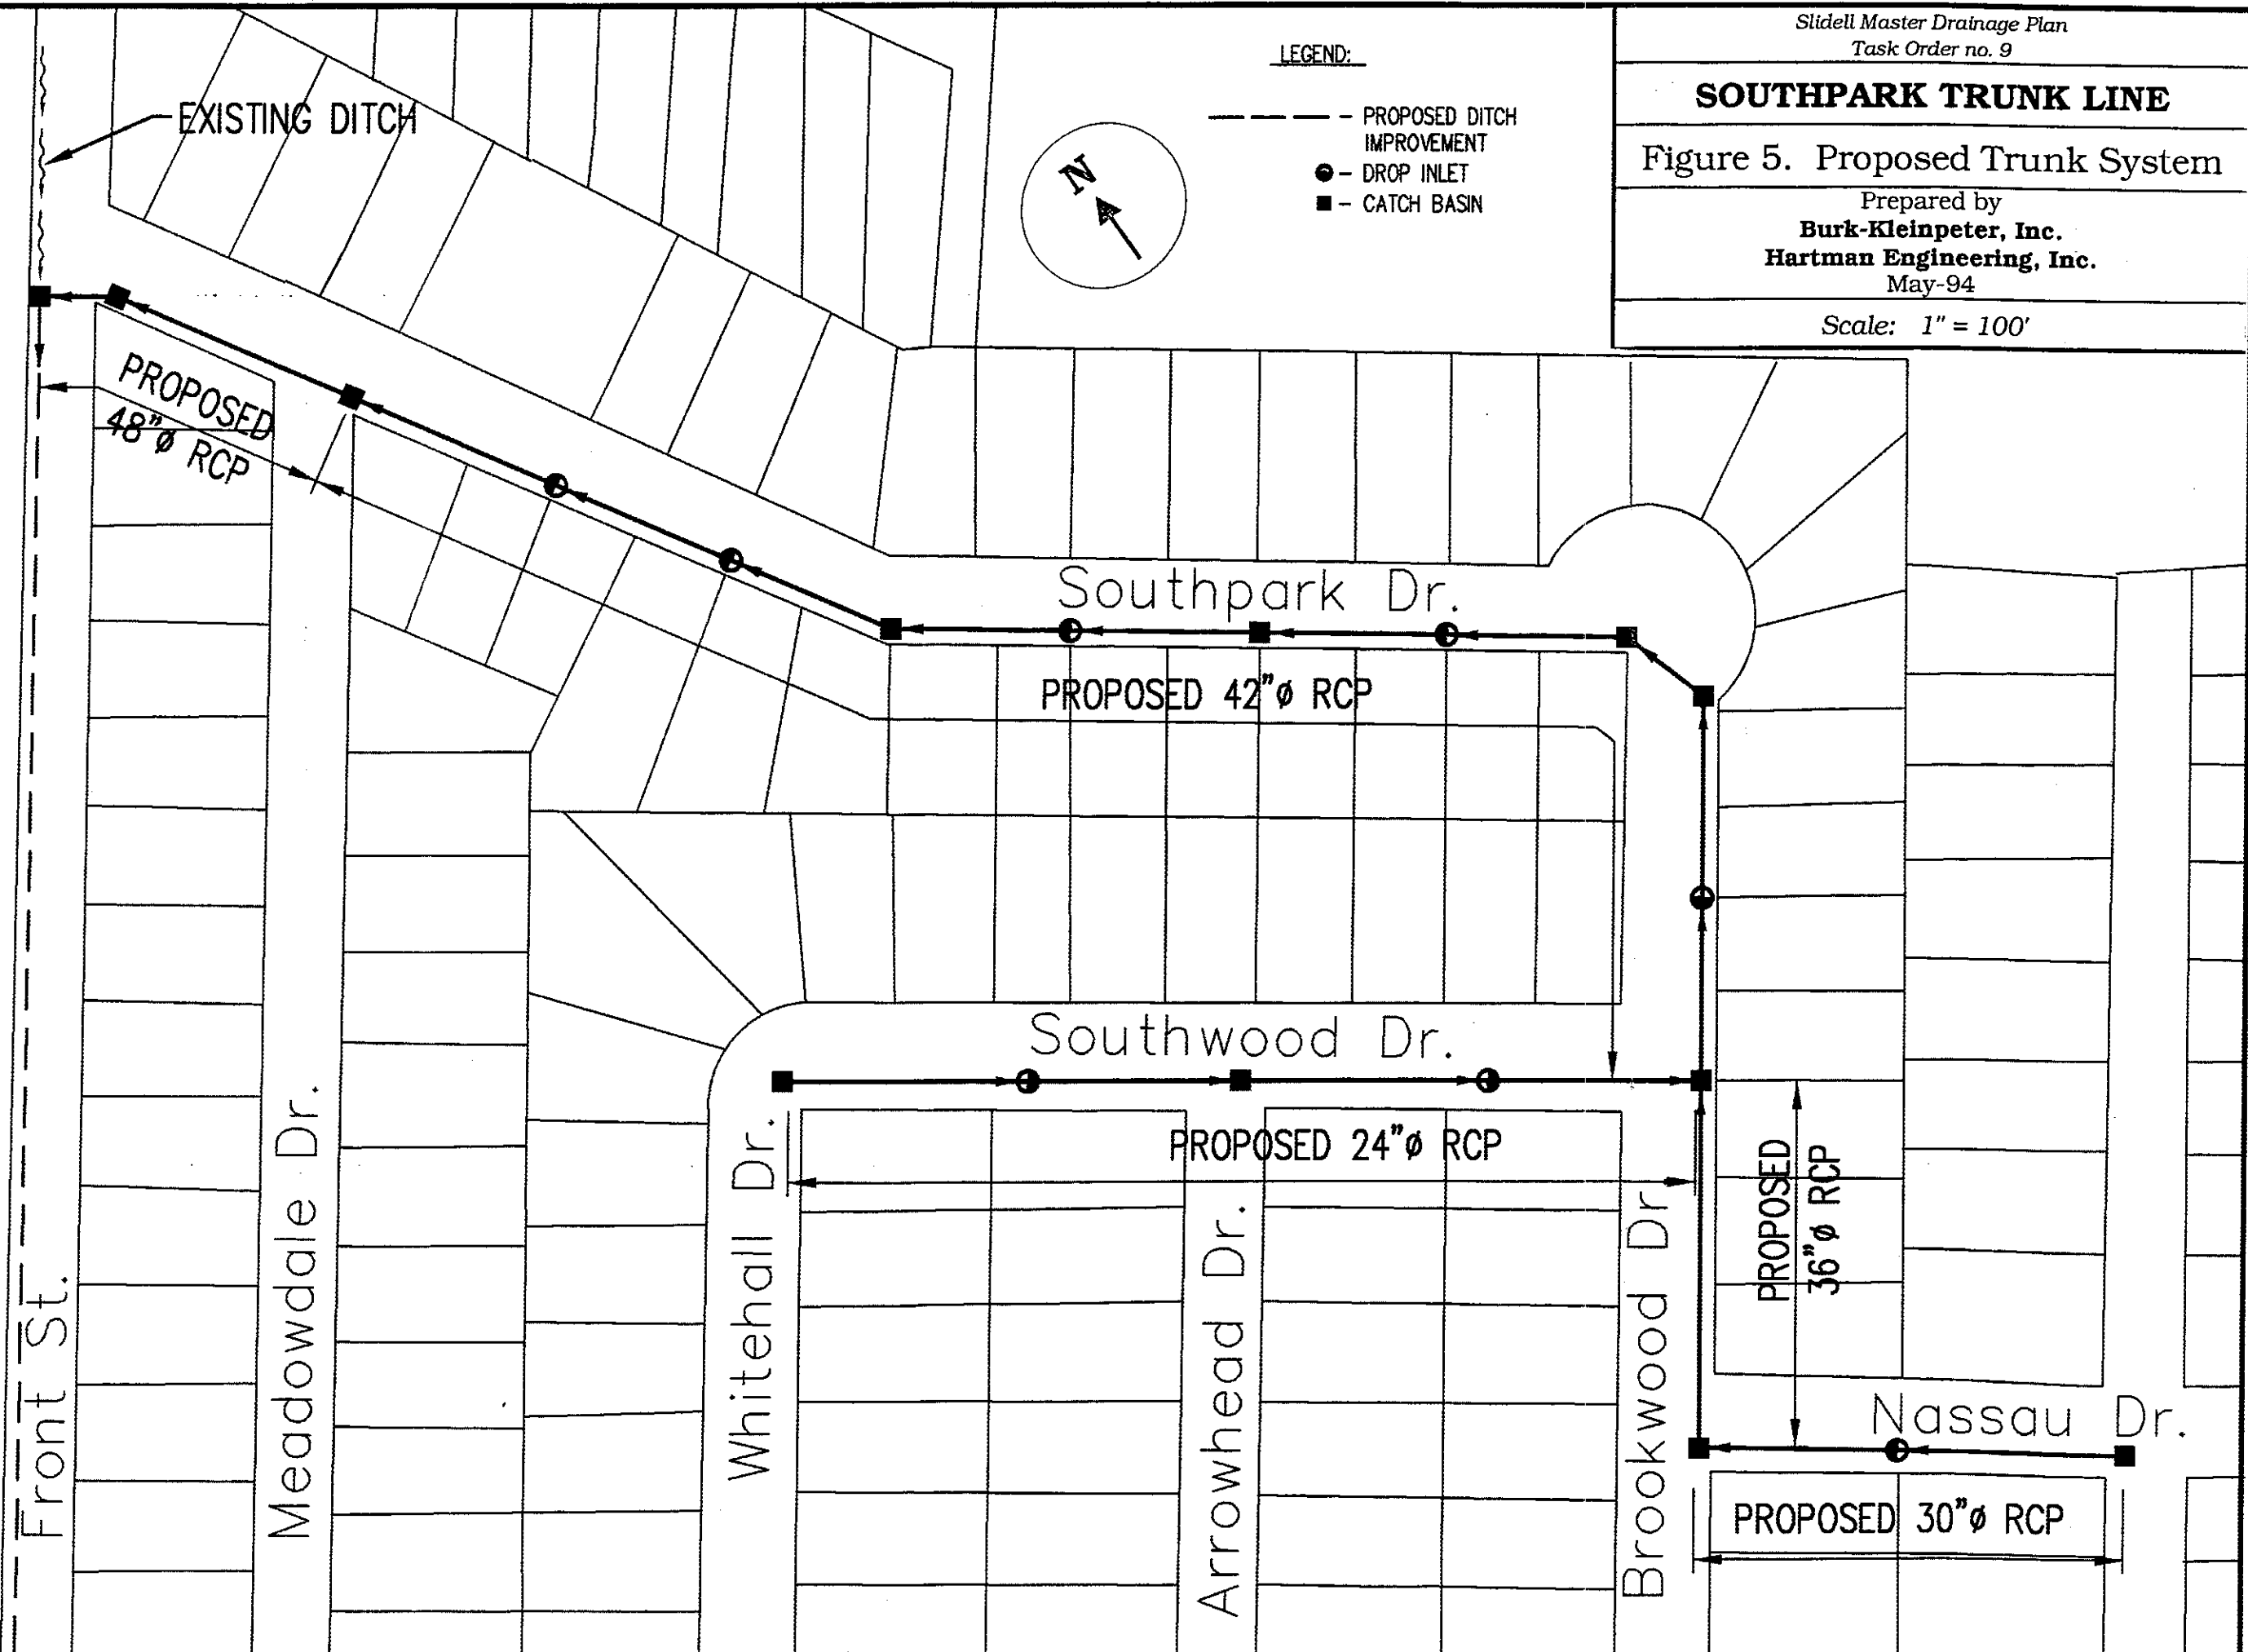 Slidell Master Drainage Plan
Task Order no. 9
SOUTHPARK TRUNK LINE
Figure 5. Proposed Trunk System
Prepared by
Burk-Kleinpeter, Inc.
Hartman Engineering, Inc.
May-94
Scale: 1" = 100'
LEGEND:
- PROPOSED DITCH
IMPROVEMENT
- DROP INLET
- CATCH BASIN
N
EXISTING DITCH
PROPOSED
48"ø RCP
Southpark Dr.
PROPOSED 42"ø RCP
Southwood Dr.
PROPOSED 24"ø RCP
PROPOSED
36"ø RCP
Nassau Dr.
PROPOSED 30"ø RCP
Front St.
Meadowdale Dr.
Whitehall Dr.
Arrowhead Dr.
Brookwood Dr